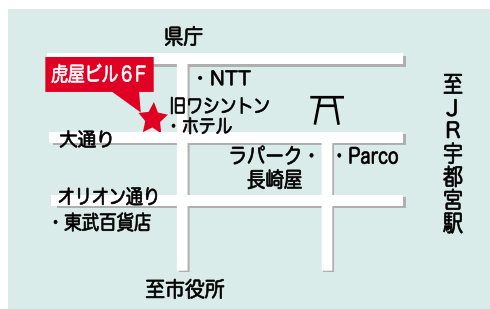 県庁
虎屋ビル6F
・NTT
旧ワシントン
・ホテル
大通り
ラパーク・
長崎屋
・Parco
オリオン通り
・東武百貨店
至市役所
至JR宇都宮駅